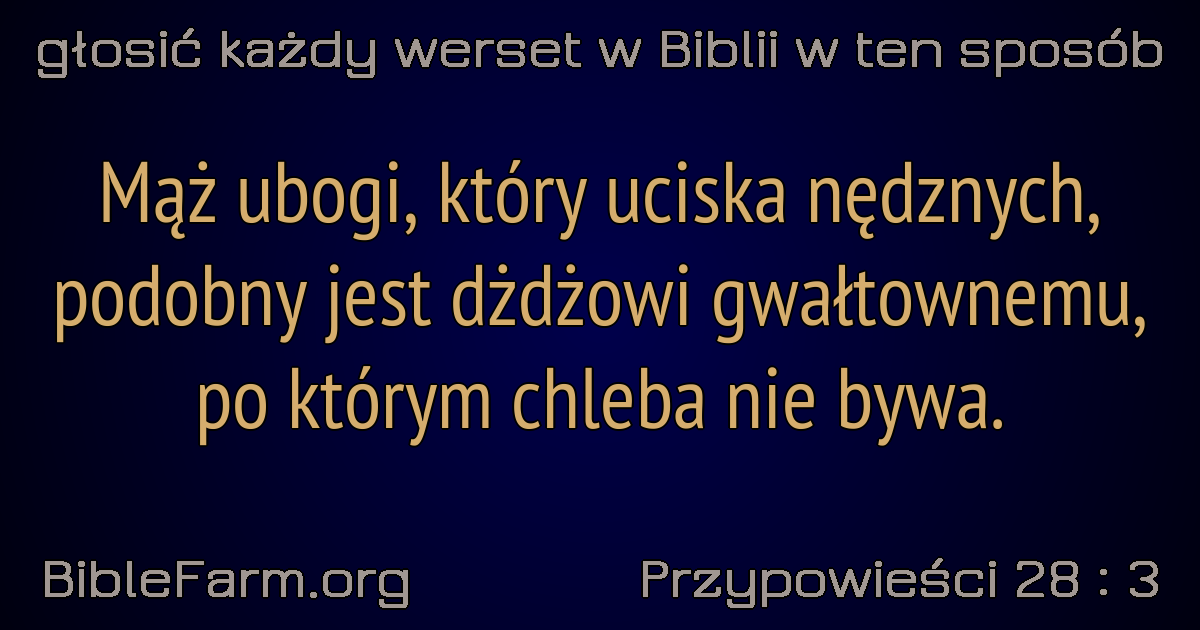 głosić każdy werset w Biblii w ten sposób
Mąż ubogi, który uciska nędznych,
podobny jest dżdżowi gwałtownemu,
po którym chleba nie bywa.
BibleFarm.org
Przypowieści 28 : 3